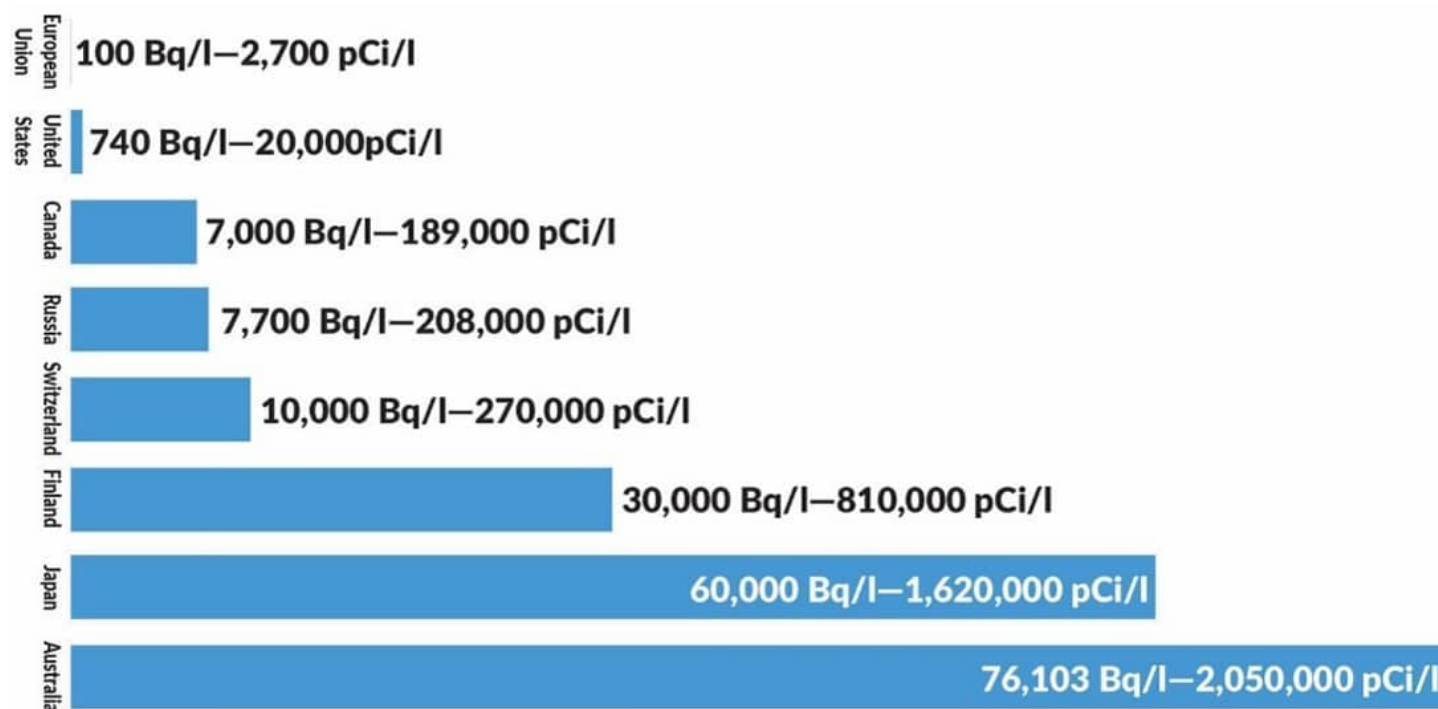 European
Union
100 Bq/l—2,700 pCi/l
United
States
740 Bq/l—20,000pCi/l
Canada
7,000 Bq/l—189,000 pCi/l
Russia
7,700 Bq/l—208,000 pCi/l
Switzerland
10,000 Bq/l—270,000 pCi/l
Finland
30,000 Bq/l—810,000 pCi/l
Japan
60,000 Bq/l—1,620,000 pCi/l
Australia
76,103 Bq/l—2,050,000 pCi/l